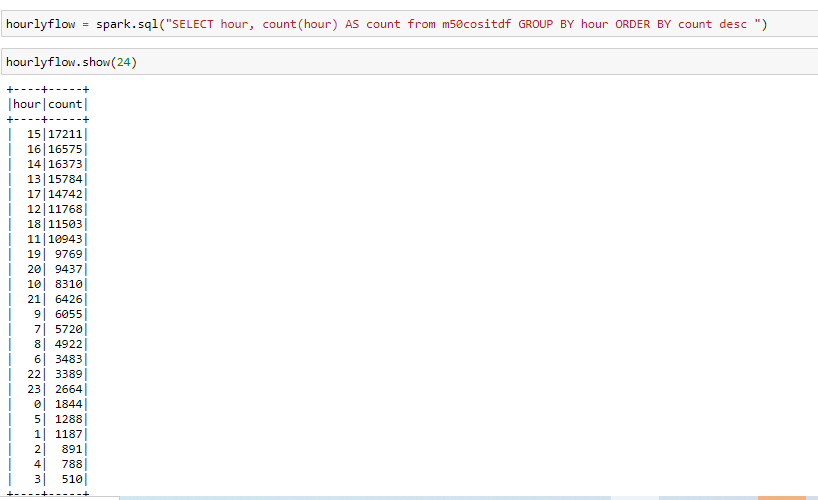 hourlyflow = spark.sql("SELECT hour, count(hour) AS count from m50cositdf GROUP BY hour ORDER BY count desc ")
hourlyflow.show(24)
+----+-----+
|hour|count|
+----+-----+
|  15|17211|
|  16|16575|
|  14|16373|
|  13|15784|
|  17|14742|
|  12|11768|
|  18|11503|
|  11|10943|
|  19| 9769|
|  20| 9437|
|  10| 8310|
|  21| 6426|
|   9| 6055|
|   7| 5720|
|   8| 4922|
|   6| 3483|
|  22| 3389|
|  23| 2664|
|   0| 1844|
|   5| 1288|
|   1| 1187|
|   2|  891|
|   4|  788|
|   3|  510|
+----+-----+